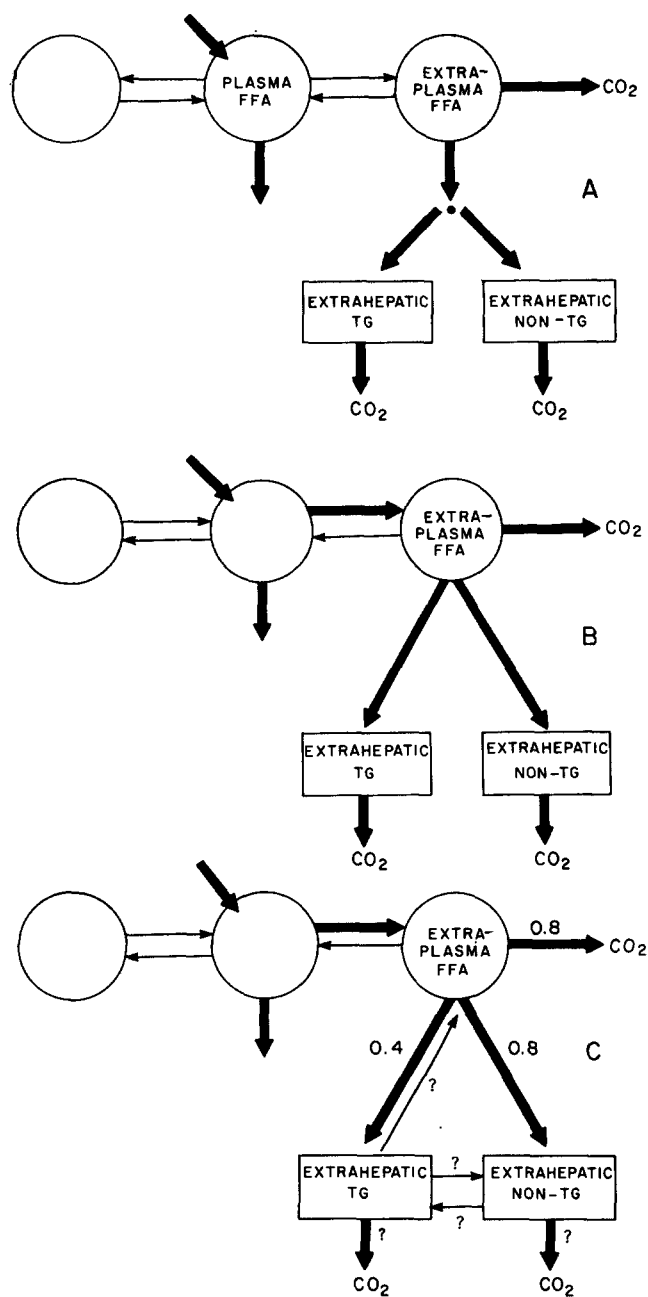 PLASMA
FFA
EXTRA-
PLASMA
FFA
CO2
A
EXTRAHEPATIC
TG
EXTRAHEPATIC
NON-TG
CO2
CO2
EXTRA-
PLASMA
FFA
CO2
B
EXTRAHEPATIC
TG
EXTRAHEPATIC
NON-TG
CO2
CO2
EXTRA-
PLASMA
FFA
0.8
CO2
0.4
?
0.8
C
EXTRAHEPATIC
TG
?
?
EXTRAHEPATIC
NON-TG
?
?
CO2
CO2